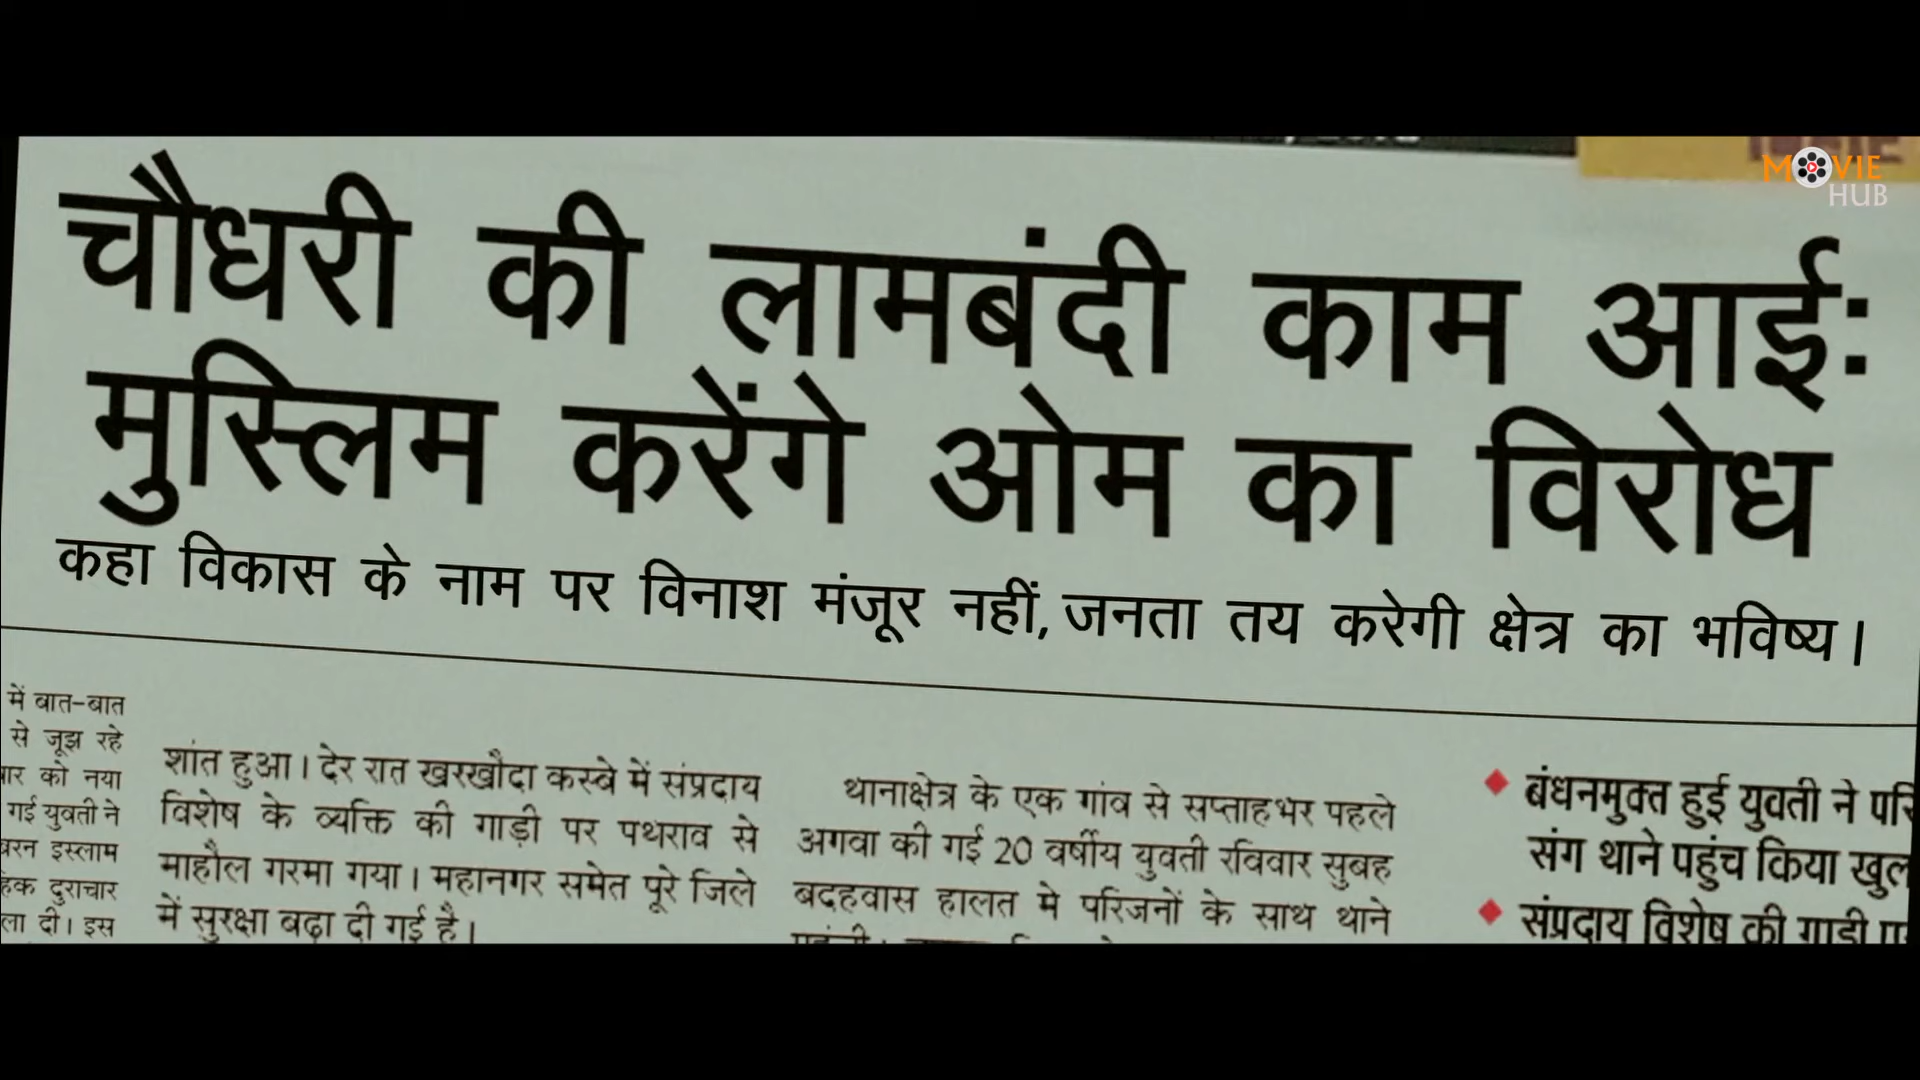 MOVIE
HUB
चौधरी की लामबंदी काम आई:
मुस्लिम करेंगे ओम का विरोध
कहा विकास के नाम पर विनाश मंजूर नहीं, जनता तय करेगी क्षेत्र का भविष्य।
में बात-बात
से जूझ रहे
को नया
गई युवती ने
इस्लाम
दुराचार
दी। इस
शांत हुआ। देर रात खरखौदा कस्बे में संप्रदाय
विशेष के व्यक्ति की गाड़ी पर पथराव से
माहौल गरमा गया। महानगर समेत पूरे जिले
में सुरक्षा बढ़ा दी गई है।
थानाक्षेत्र के एक गांव से सप्ताहभर पहले
अगवा की गई 20 वर्षीय युवती रविवार सुबह
बदहवास हालत मे परिजनों के साथ थाने
बंधनमुक्त हुई युवती ने
संग थाने पहुंच किया
संप्रदाय विशेष की गाड़ी